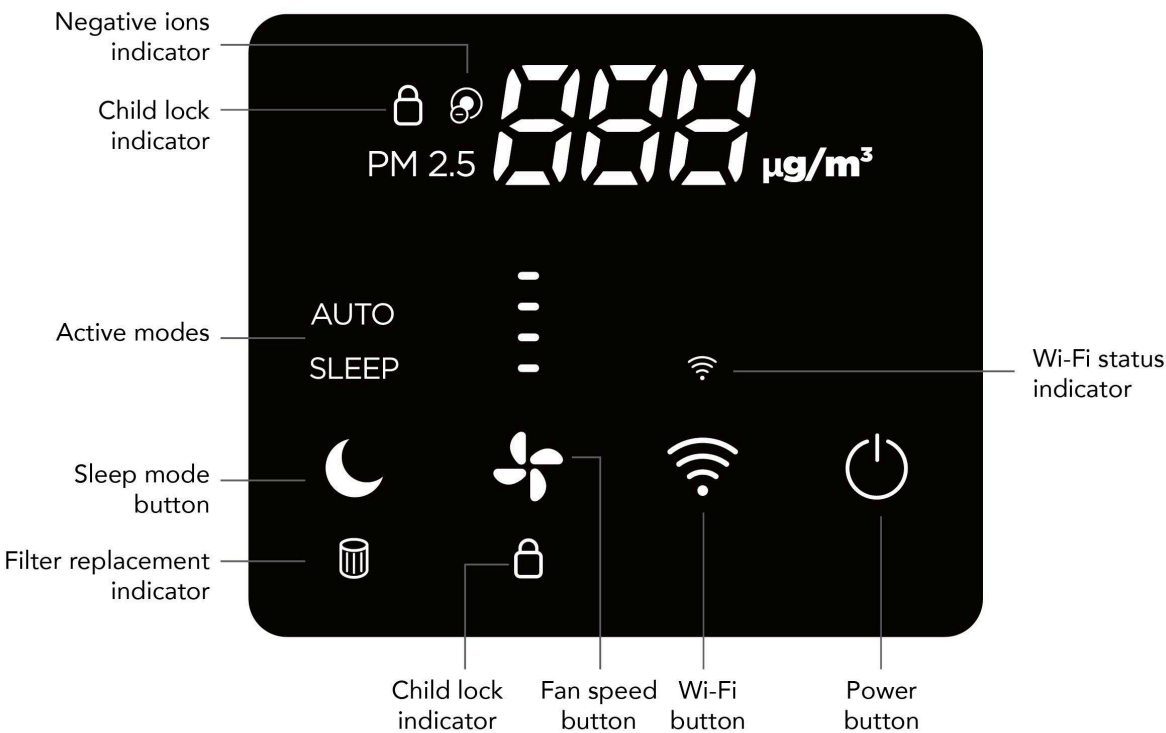 Negative ions
indicator
Child lock
indicator
PM 2.5
888
µg/m³
Active modes
AUTO
SLEEP
Wi-Fi status
indicator
Sleep mode
button
Filter replacement
indicator
Child lock
indicator
Fan speed
button
Wi-Fi
button
Power
button